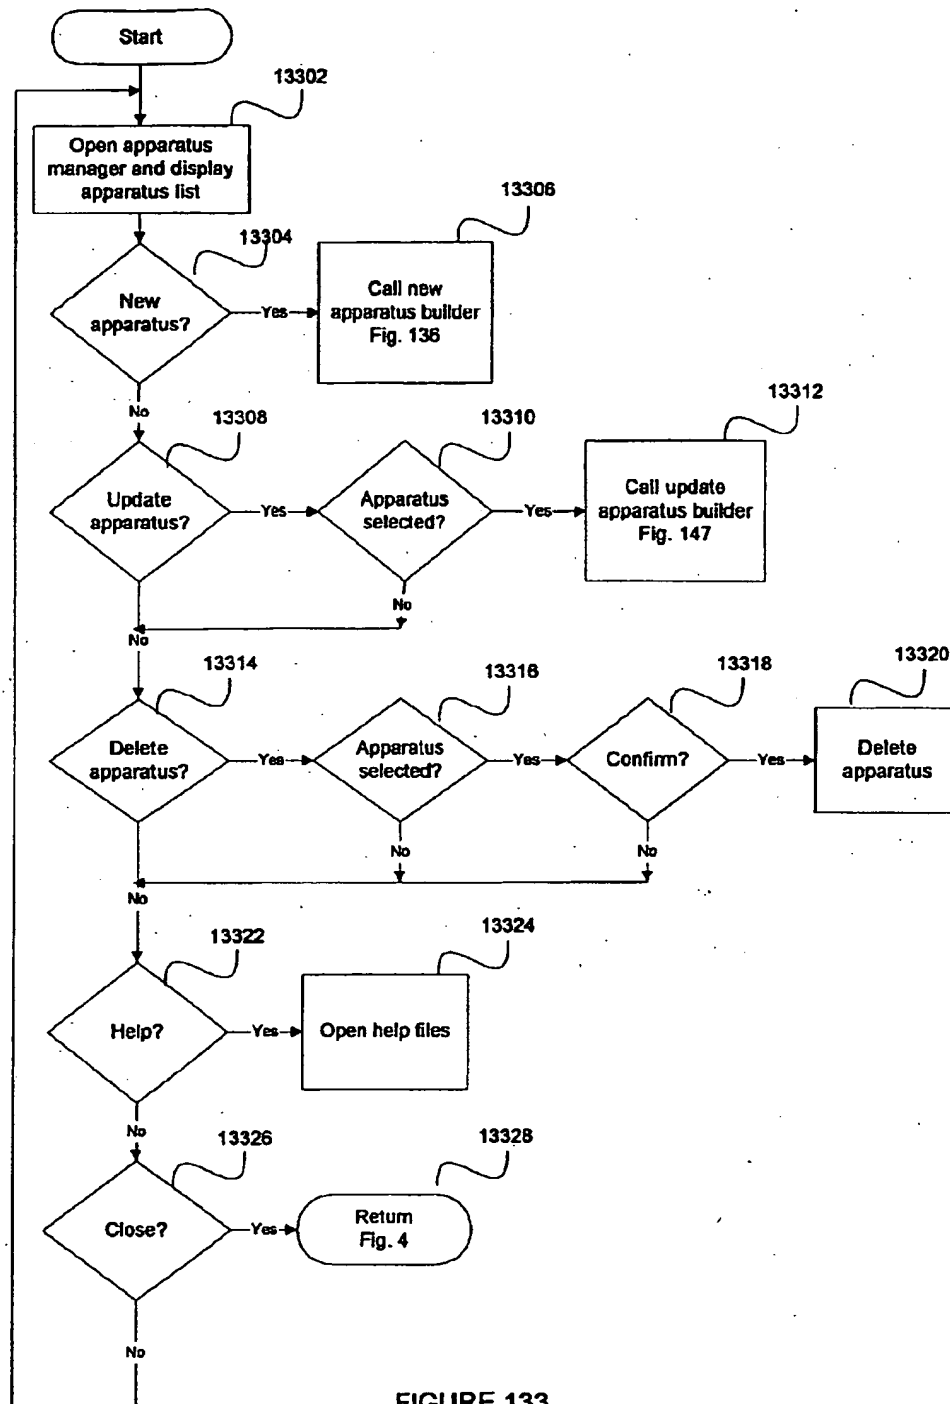 Start
13302
Open apparatus
manager and display
apparatus list
13304
13306
New
apparatus?
Yes
Call new
apparatus builder
Fig. 136
No
13308
13310
13312
Update
apparatus?
Yes
Apparatus
selected?
Yes
Call update
apparatus builder
Fig. 147
No
No
13314
13316
13318
13320
Delete
apparatus?
Yes
Apparatus
selected?
Yes
Confirm?
Yes
Delete
apparatus
No
No
No
13322
13324
Help?
Yes
Open help files
No
13326
13328
Close?
Yes
Return
Fig. 4
No
FIGURE 133